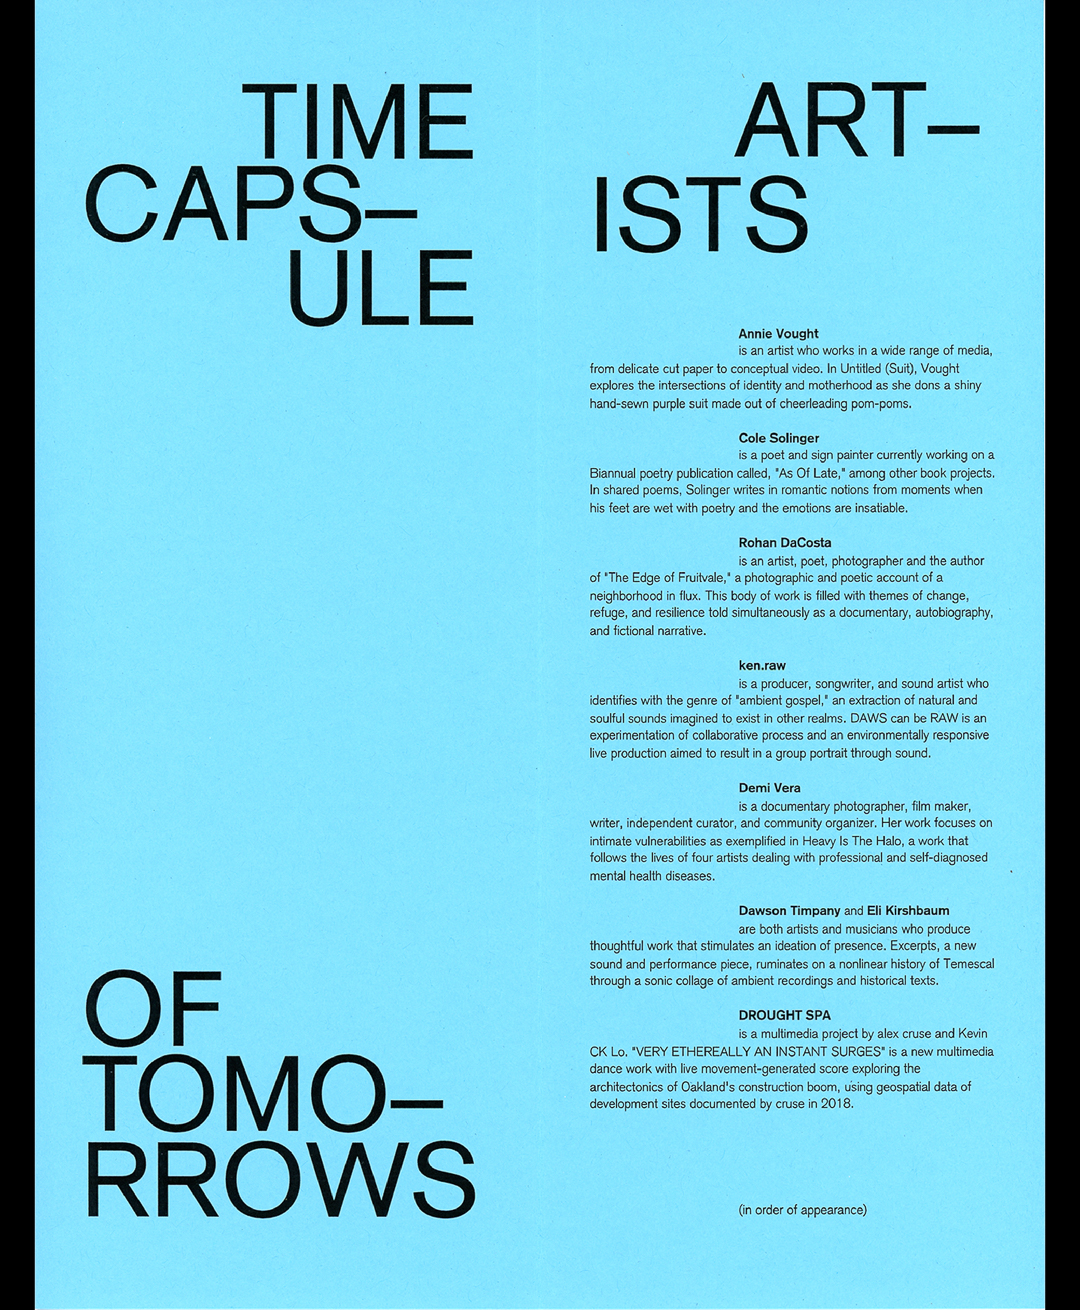 TIME
CAPS–
ULE
OF
TOMO–
RROWS
ART–
ISTS
Annie Vought
is an artist who works in a wide range of media,
from delicate cut paper to conceptual video. In Untitled (Suit), Vought
explores the intersections of identity and motherhood as she dons a shiny
hand-sewn purple suit made out of cheerleading pom-poms.
Cole Solinger
is a poet and sign painter currently working on a
Biannual poetry publication called, "As Of Late," among other book projects.
In shared poems, Solinger writes in romantic notions from moments when
his feet are wet with poetry and the emotions are insatiable.
Rohan DaCosta
is an artist, poet, photographer and the author
of "The Edge of Fruitvale," a photographic and poetic account of a
neighborhood in flux. This body of work is filled with themes of change,
refuge, and resilience told simultaneously as a documentary, autobiography,
and fictional narrative.
ken.raw
is a producer, songwriter, and sound artist who
identifies with the genre of "ambient gospel," an extraction of natural and
soulful sounds imagined to exist in other realms. DAWS can be RAW is an
experimentation of collaborative process and an environmentally responsive
live production aimed to result in a group portrait through sound.
Demi Vera
is a documentary photographer, film maker,
writer, independent curator, and community organizer. Her work focuses on
intimate vulnerabilities as exemplified in Heavy Is The Halo, a work that
follows the lives of four artists dealing with professional and self-diagnosed
mental health diseases.
Dawson Timpany and Eli Kirshbaum
are both artists and musicians who produce
thoughtful work that stimulates an ideation of presence. Excerpts, a new
sound and performance piece, ruminates on a nonlinear history of Temescal
through a sonic collage of ambient recordings and historical texts.
DROUGHT SPA
is a multimedia project by alex cruse and Kevin
CK Lo. "VERY ETHEREALLY AN INSTANT SURGES" is a new multimedia
dance work with live movement-generated score exploring the
architectonics of Oakland's construction boom, using geospatial data of
development sites documented by cruse in 2018.
(in order of appearance)